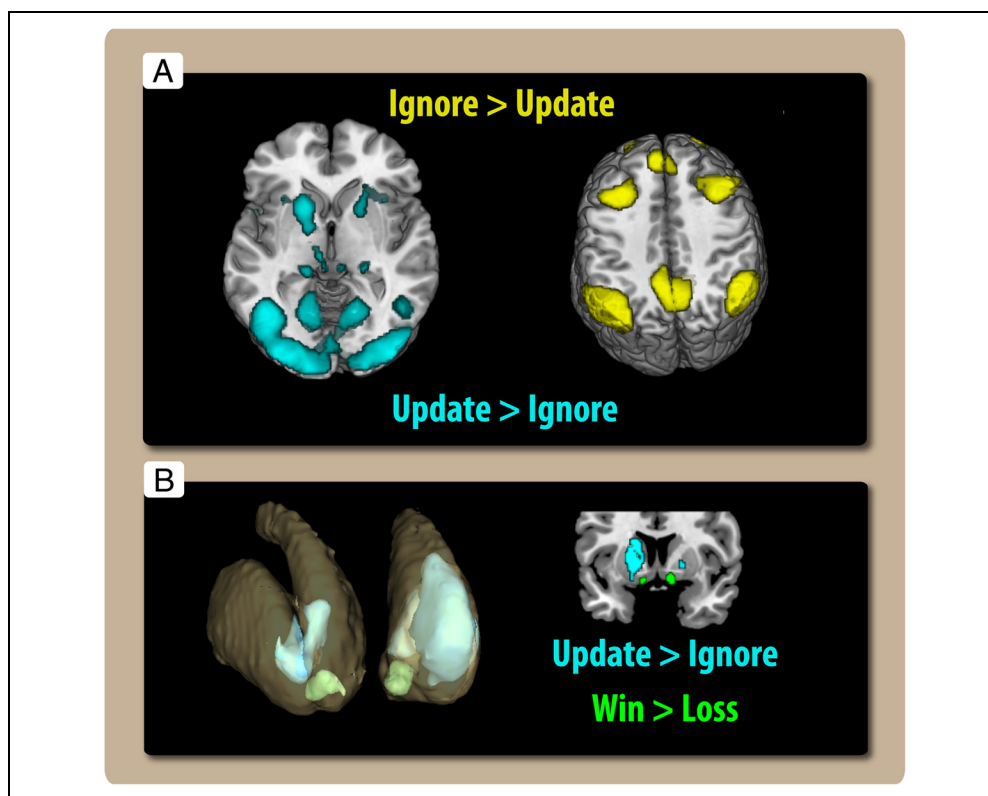 A
Ignore > Update
Update > Ignore
B
Update > Ignore
Win > Loss